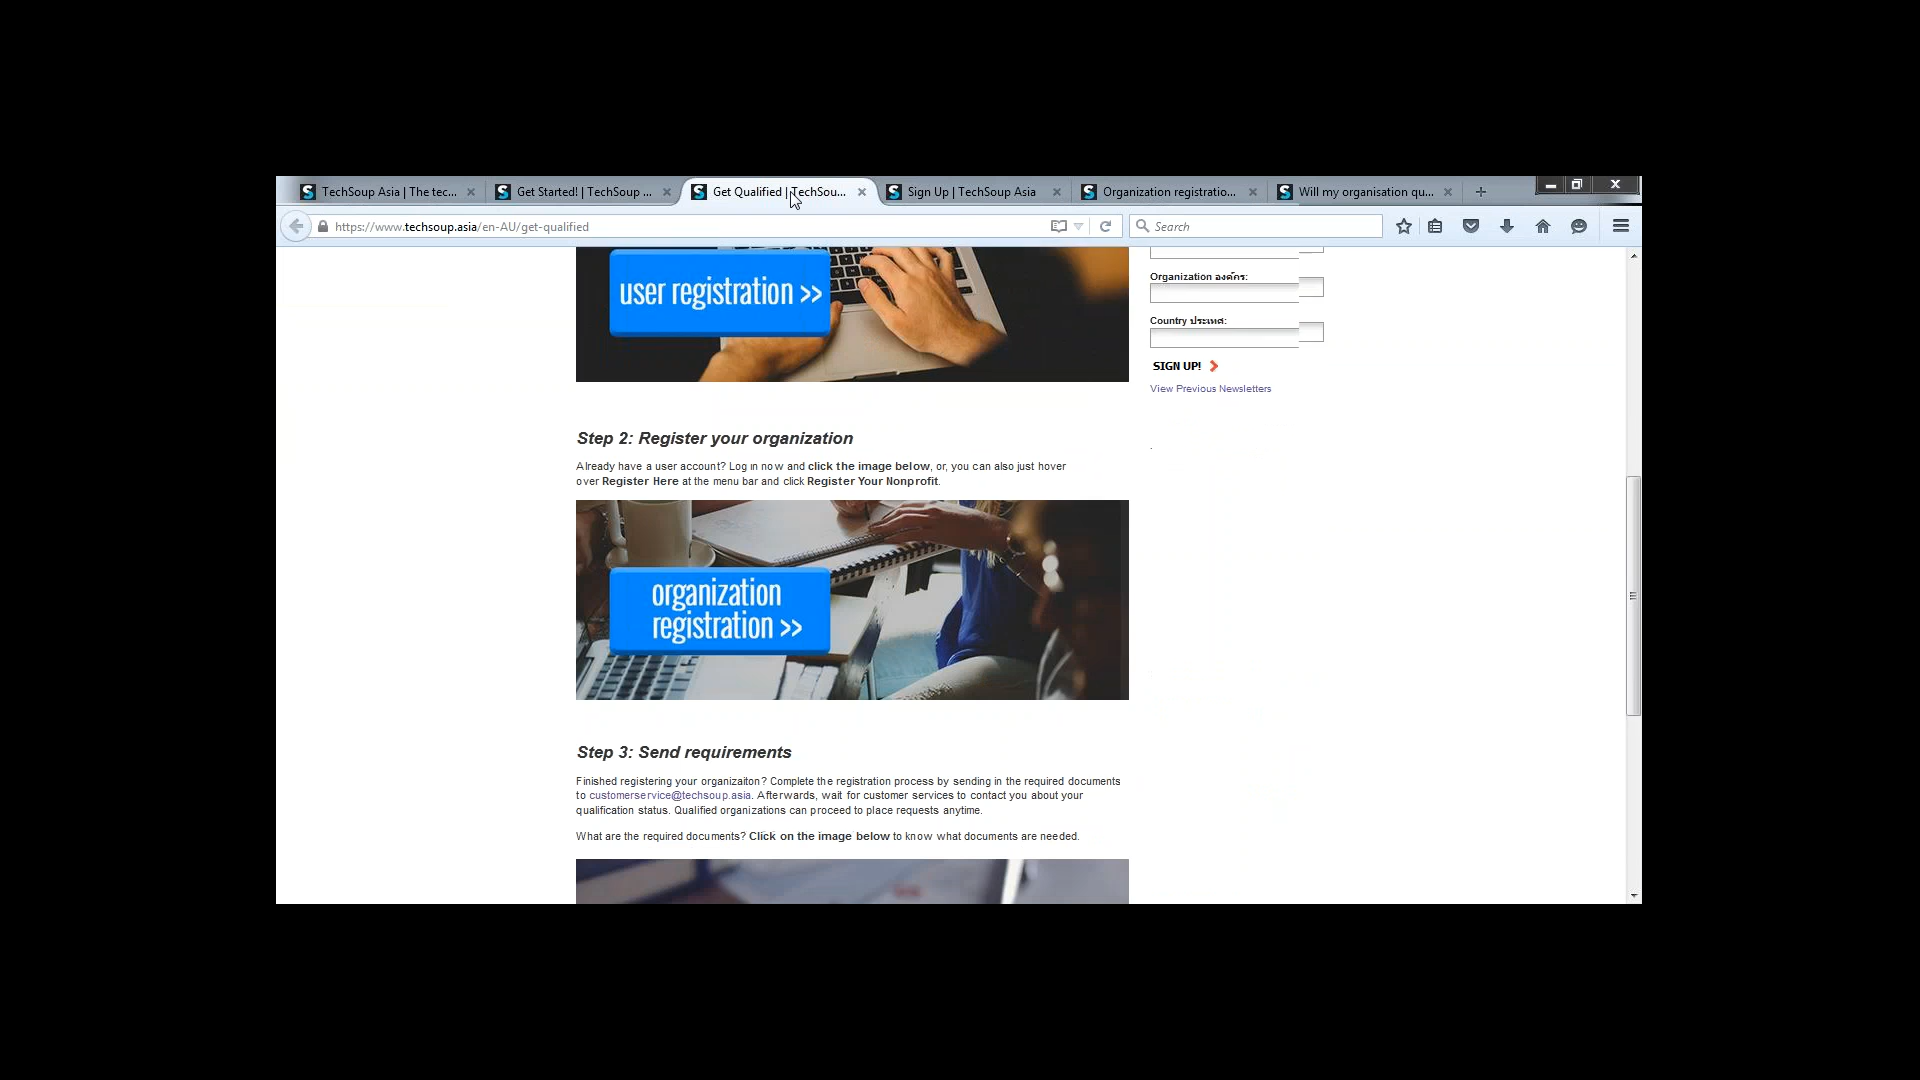 TechSoup Asia | The tec...
Get Started! | TechSoup ...
Get Qualified | TechSou...
Sign Up | TechSoup Asia
Organization registratio...
Will my organisation qu...
https://www.techsoup.asia/en-AU/get-qualified
Search
user registration >>
Organization องค์กร:
Country ประเทศ:
SIGN UP!
View Previous Newsletters
Step 2: Register your organization
Already have a user account? Log in now and click the image below, or, you can also just hover
over Register Here at the menu bar and click Register Your Nonprofit.
organization
registration >>
Step 3: Send requirements
Finished registering your organizaiton? Complete the registration process by sending in the required documents
to customerservice@techsoup.asia. Afterwards, wait for customer services to contact you about your
qualification status. Qualified organizations can proceed to place requests anytime.
What are the required documents? Click on the image below to know what documents are needed.